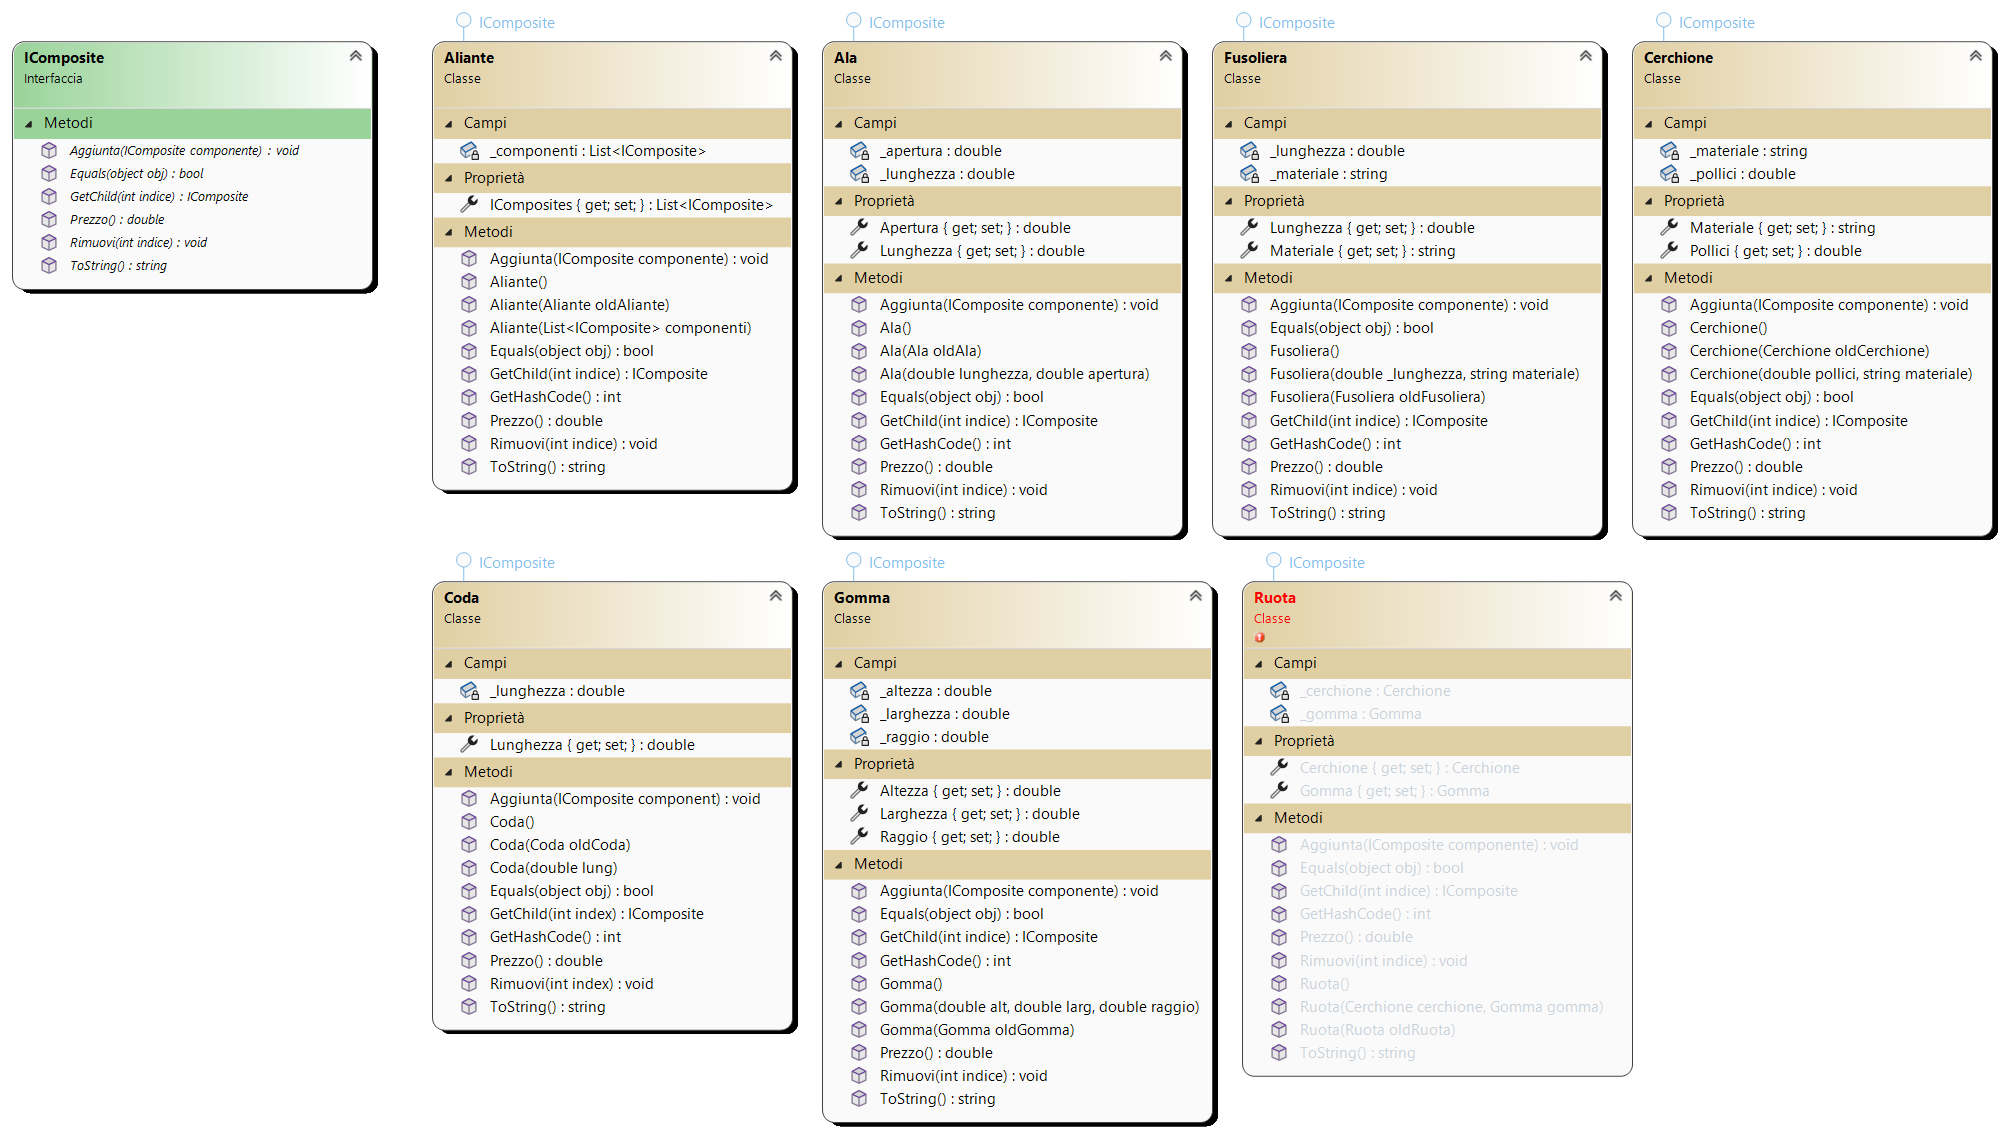 IComposite
Interfaccia
Metodi
Aggiunta(IComposite componente) : void
Equals(object obj) : bool
GetChild(int indice) : IComposite
Prezzo() : double
Rimuovi(int indice) : void
ToString() : string
IComposite
Aliante
Classe
Campi
_componenti : List<IComposite>
Proprietà
IComposites { get; set; } : List<IComposite>
Metodi
Aggiunta(IComposite componente) : void
Aliante()
Aliante(Aliante oldAliante)
Aliante(List<IComposite> componenti)
Equals(object obj) : bool
GetChild(int indice) : IComposite
GetHashCode() : int
Prezzo() : double
Rimuovi(int indice) : void
ToString() : string
IComposite
Ala
Classe
Campi
_apertura : double
_lunghezza : double
Proprietà
Apertura { get; set; } : double
Lunghezza { get; set; } : double
Metodi
Aggiunta(IComposite componente) : void
Ala()
Ala(Ala oldAla)
Ala(double lunghezza, double apertura)
Equals(object obj) : bool
GetChild(int indice) : IComposite
GetHashCode() : int
Prezzo() : double
Rimuovi(int indice) : void
ToString() : string
IComposite
Fusoliera
Classe
Campi
_lunghezza : double
_materiale : string
Proprietà
Lunghezza { get; set; } : double
Materiale { get; set; } : string
Metodi
Aggiunta(IComposite componente) : void
Equals(object obj) : bool
Fusoliera()
Fusoliera(double _lunghezza, string materiale)
Fusoliera(Fusoliera oldFusoliera)
GetChild(int indice) : IComposite
GetHashCode() : int
Prezzo() : double
Rimuovi(int indice) : void
ToString() : string
IComposite
Cerchione
Classe
Campi
_materiale : string
_pollici : double
Proprietà
Materiale { get; set; } : string
Pollici { get; set; } : double
Metodi
Aggiunta(IComposite componente) : void
Cerchione()
Cerchione(Cerchione oldCerchione)
Cerchione(double pollici, string materiale)
Equals(object obj) : bool
GetChild(int indice) : IComposite
GetHashCode() : int
Prezzo() : double
Rimuovi(int indice) : void
ToString() : string
IComposite
Coda
Classe
Campi
_lunghezza : double
Proprietà
Lunghezza { get; set; } : double
Metodi
Aggiunta(IComposite component) : void
Coda()
Coda(Coda oldCoda)
Coda(double lung)
Equals(object obj) : bool
GetChild(int index) : IComposite
GetHashCode() : int
Prezzo() : double
Rimuovi(int index) : void
ToString() : string
IComposite
Gomma
Classe
Campi
_altezza : double
_larghezza : double
_raggio : double
Proprietà
Altezza { get; set; } : double
Larghezza { get; set; } : double
Raggio { get; set; } : double
Metodi
Aggiunta(IComposite componente) : void
Equals(object obj) : bool
GetChild(int indice) : IComposite
GetHashCode() : int
Gomma()
Gomma(double alt, double larg, double raggio)
Gomma(Gomma oldGomma)
Prezzo() : double
Rimuovi(int indice) : void
ToString() : string
IComposite
Ruota
Classe
Campi
_cerchione : Cerchione
_gomma : Gomma
Proprietà
Cerchione { get; set; } : Cerchione
Gomma { get; set; } : Gomma
Metodi
Aggiunta(IComposite componente) : void
Equals(object obj) : bool
GetChild(int indice) : IComposite
GetHashCode() : int
Prezzo() : double
Rimuovi(int indice) : void
Ruota()
Ruota(Cerchione cerchione, Gomma gomma)
Ruota(Ruota oldRuota)
ToString() : string